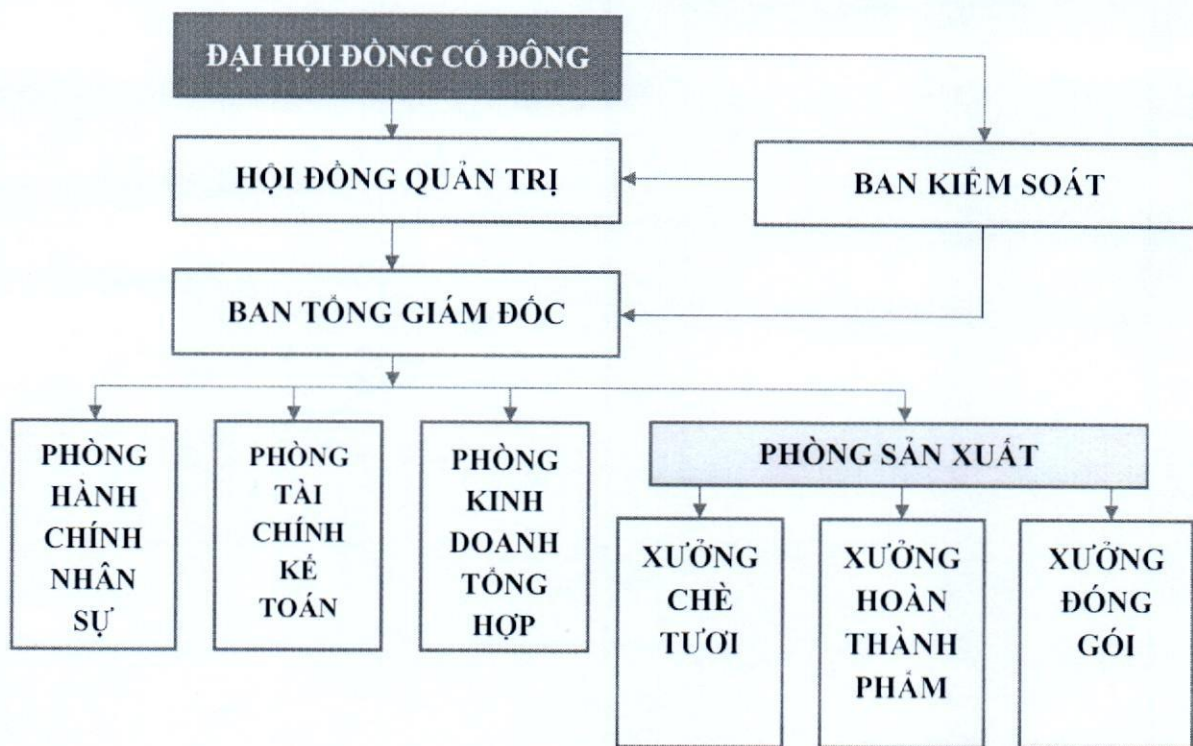 ĐẠI HỘI ĐỒNG CỔ ĐÔNG
HỘI ĐỒNG QUẢN TRỊ
BAN KIỂM SOÁT
BAN TỔNG GIÁM ĐỐC
PHÒNG
HÀNH
CHÍNH
NHÂN
SỰ
PHÒNG
TÀI
CHÍNH
KẾ
TOÁN
PHÒNG
KINH
DOANH
TỔNG
HỢP
PHÒNG SẢN XUẤT
XƯỞNG
CHÈ
TƯƠI
XƯỞNG
HOÀN
THÀNH
PHẨM
XƯỞNG
ĐÓNG
GÓI